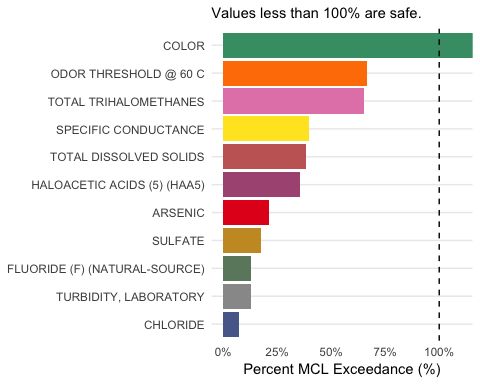 Values less than 100% are safe.
COLOR
ODOR THRESHOLD @ 60 C
TOTAL TRIHALOMETHANES
SPECIFIC CONDUCTANCE
TOTAL DISSOLVED SOLIDS
HALOACETIC ACIDS (5) (HAA5)
ARSENIC
SULFATE
FLUORIDE (F) (NATURAL-SOURCE)
TURBIDITY, LABORATORY
CHLORIDE
0% 25% 50% 75% 100%
Percent MCL Exceedance (%)